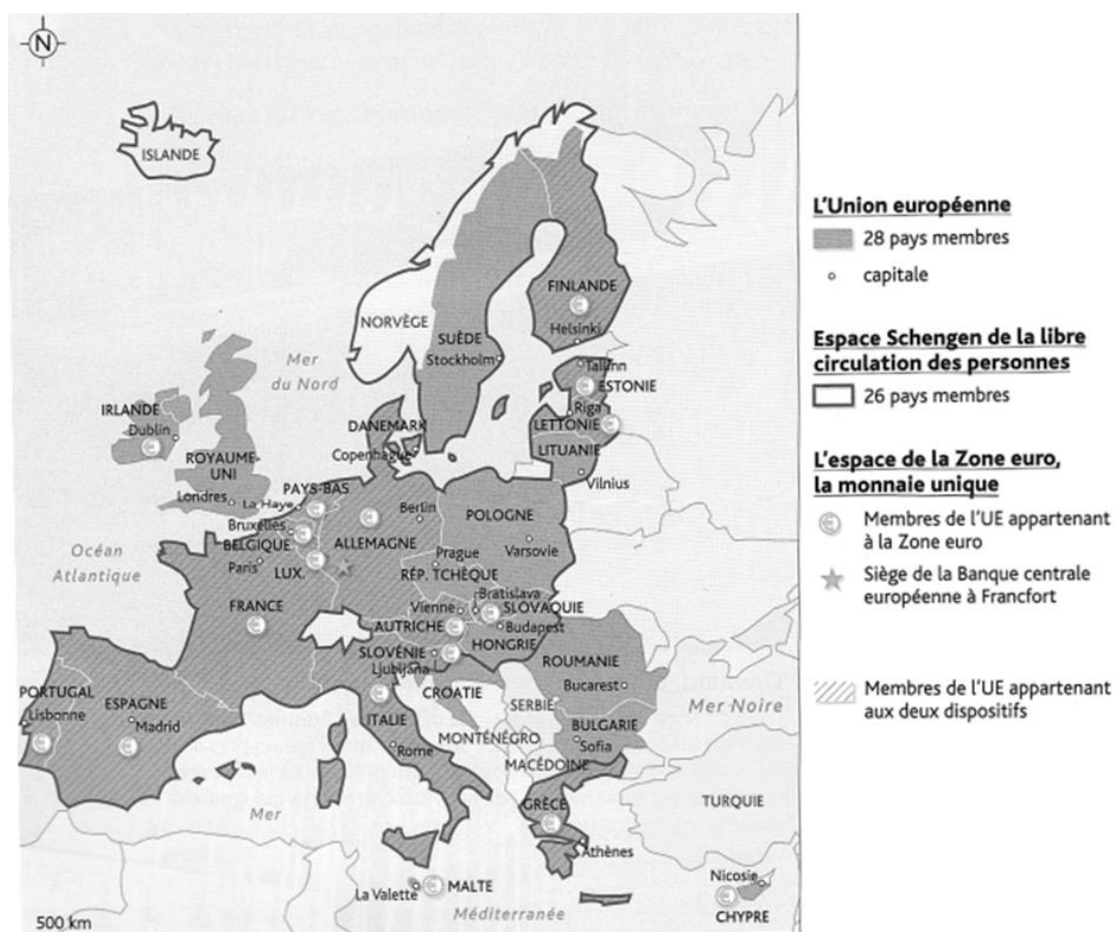 N
ISLANDE
NORVÈGE
SUÈDE
Stockholm
FINLANDE
€
Helsinki
Mer
du Nord
Tallinn
€ ESTONIE
Riga
LETTONIE €
LITUANIE
Vilnius
IRLANDE
Dublin
€
ROYAUME-
UNI
Londres
DANEMARK
Copenhague
PAYS-BAS
La Haye €
Bruxelles €
BELGIQUE
Berlin
€
ALLEMAGNE
POLOGNE
Varsovie
Océan
Atlantique
Paris
LUX. €
Prague
RÉP. TCHÈQUE
Bratislava
Vienne € SLOVAQUIE
AUTRICHE € Budapest
HONGRIE
FRANCE
€
SLOVÉNIE €
Ljubljana
ROUMANIE
Bucarest
CROATIE
SERBIE
PORTUGAL
Lisbonne
€
ESPAGNE
Madrid
€
€
ITALIE
Rome
MONTÉNÉGRO
BULGARIE
Sofia
MACÉDOINE
Mer Noire
GRÈCE
€
Athènes
TURQUIE
Mer
Méditerranée
La Valette € MALTE
Nicosie
€
CHYPRE
500 km
L'Union européenne
28 pays membres
capitale
Espace Schengen de la libre
circulation des personnes
26 pays membres
L'espace de la Zone euro,
la monnaie unique
€ Membres de l'UE appartenant
à la Zone euro
Siège de la Banque centrale
européenne à Francfort
Membres de l'UE appartenant
aux deux dispositifs